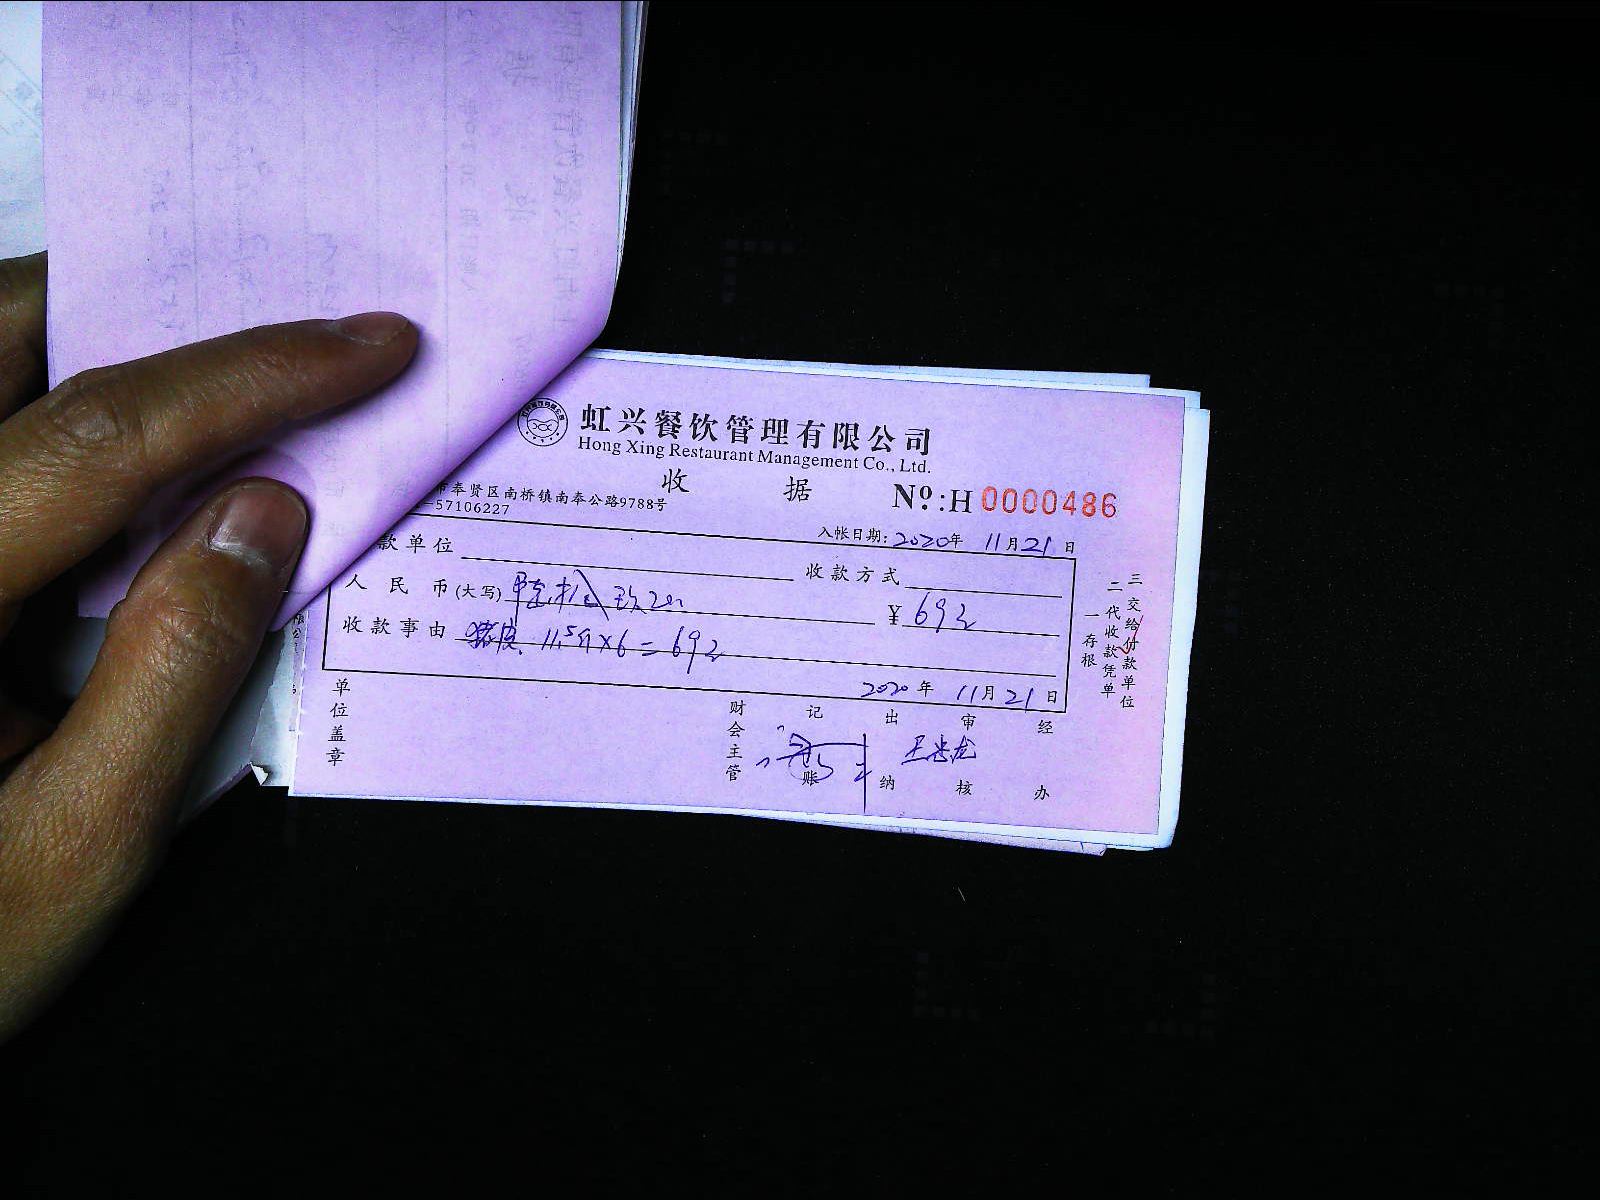 虹兴餐饮管理有限公司
Hong Xing Restaurant Management Co., Ltd.
收 据
№.:H 0000486
市奉贤区南桥镇南奉公路9788号
-57106227
入帐日期: 2020年 11月21日
款单位
收款方式
人民币(大写)
¥ 692
收款事由 猪皮. 11.5斤×6=692
2020年 11月21日
三交给付款单位
二代收款凭单
一存根
单位盖章
财会主管
记账
出纳
审核
经办